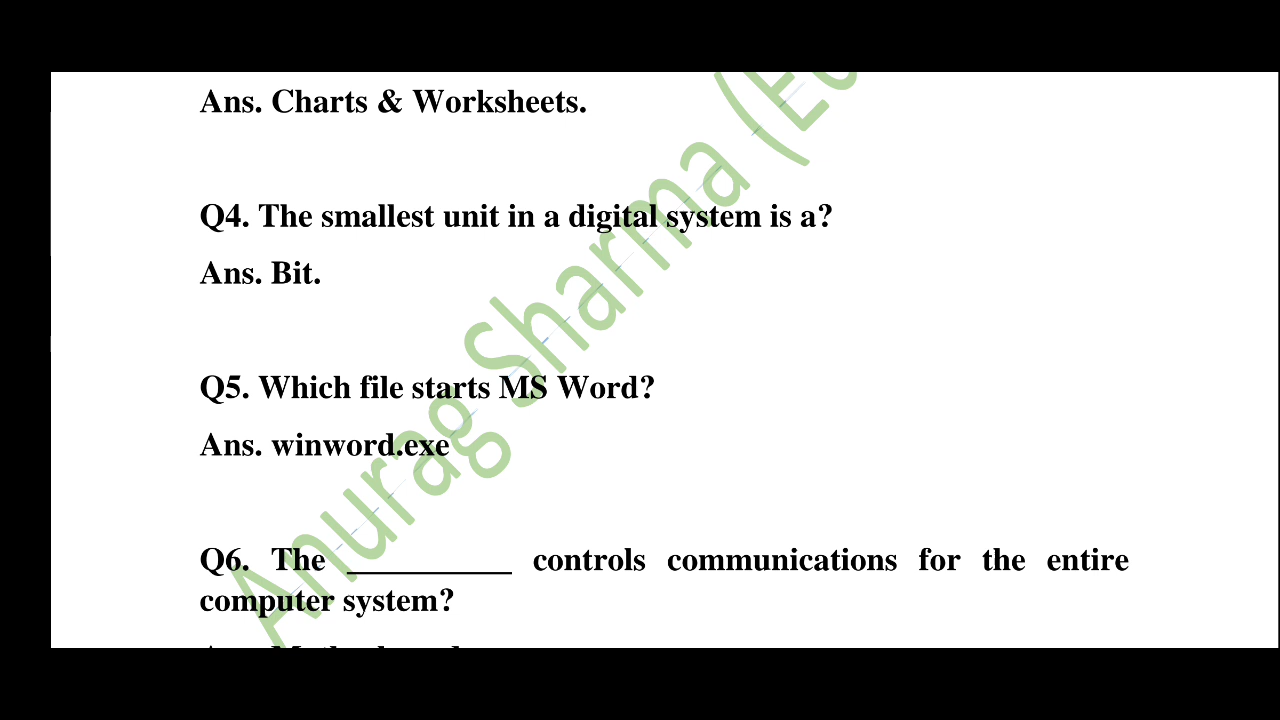 Ans. Charts & Worksheets.
Q4. The smallest unit in a digital system is a?
Ans. Bit.
Q5. Which file starts MS Word?
Ans. winword.exe
Q6. The __________ controls communications for the entire
computer system?
Anurag Sharma